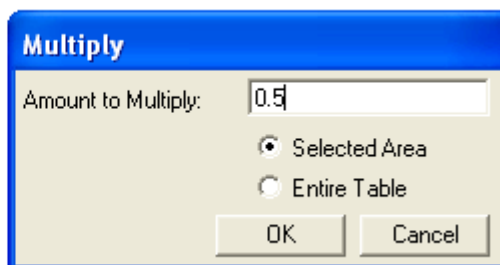 Multiply
Amount to Multiply: 0.5
Selected Area
Entire Table
OK Cancel